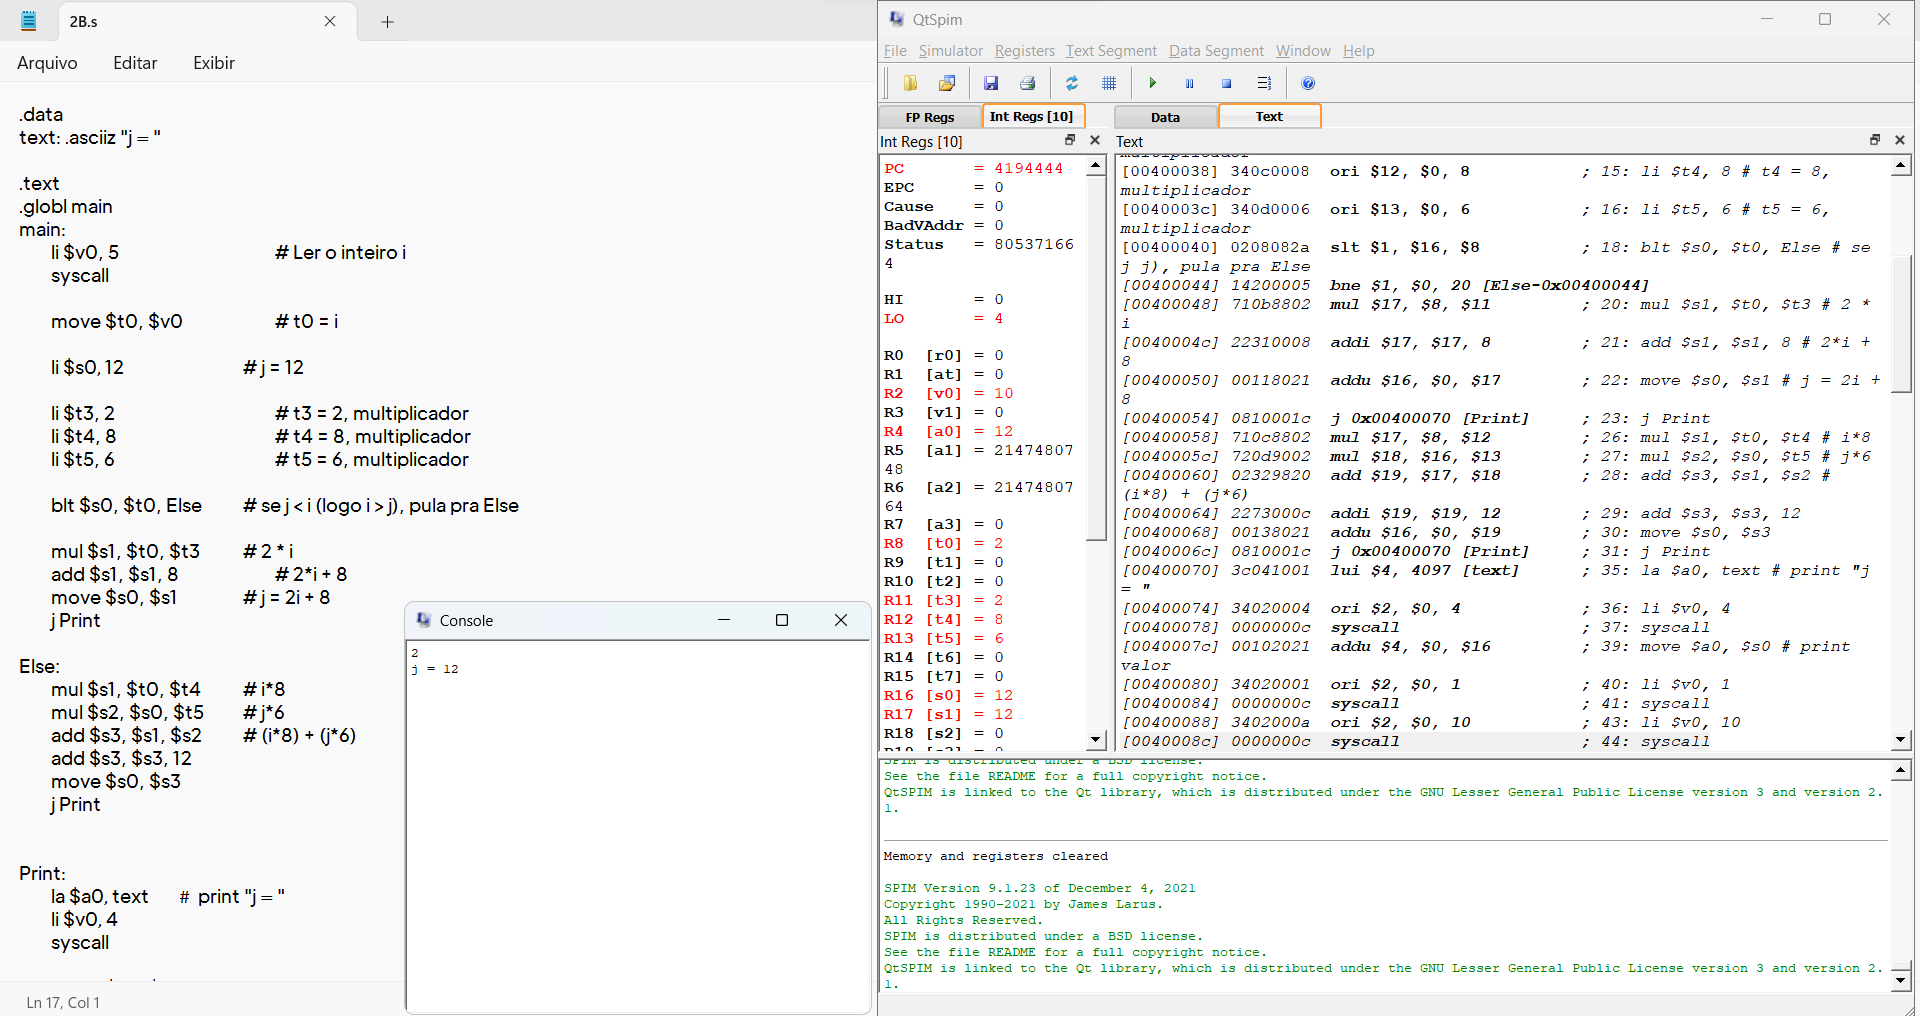 2B.s
Arquivo Editar Exibir
.data
text: .asciiz "j = "
.text
.globl main
main:
li $v0, 5 # Ler o inteiro i
syscall
move $t0, $v0 # t0 = i
li $s0, 12 # j = 12
li $t3, 2 # t3 = 2, multiplicador
li $t4, 8 # t4 = 8, multiplicador
li $t5, 6 # t5 = 6, multiplicador
blt $s0, $t0, Else # se j < i (logo i > j), pula pra Else
mul $s1, $t0, $t3 # 2 * i
add $s1, $s1, 8 # 2*i + 8
move $s0, $s1 # j = 2i + 8
j Print
Else:
mul $s1, $t0, $t4 # i*8
mul $s2, $s0, $t5 # j*6
add $s3, $s1, $s2 # (i*8) + (j*6)
add $s3, $s3, 12
move $s0, $s3
j Print
Print:
la $a0, text # print "j = "
li $v0, 4
syscall
Ln 17, Col 1
Console
2
j = 12
QtSpim
File Simulator Registers Text Segment Data Segment Window Help
FP Regs Int Regs [10]
Int Regs [10]
PC = 4194444
EPC = 0
Cause = 0
BadVAddr = 0
Status = 80537166
4
HI = 0
LO = 4
R0 [r0] = 0
R1 [at] = 0
R2 [v0] = 10
R3 [v1] = 0
R4 [a0] = 12
R5 [a1] = 21474807
48
R6 [a2] = 21474807
64
R7 [a3] = 0
R8 [t0] = 2
R9 [t1] = 0
R10 [t2] = 0
R11 [t3] = 2
R12 [t4] = 8
R13 [t5] = 6
R14 [t6] = 0
R15 [t7] = 0
R16 [s0] = 12
R17 [s1] = 12
R18 [s2] = 0
Data Text
Text
multiplicador
[00400038] 340c0008 ori $12, $0, 8 ; 15: li $t4, 8 # t4 = 8,
multiplicador
[0040003c] 340d0006 ori $13, $0, 6 ; 16: li $t5, 6 # t5 = 6,
multiplicador
[00400040] 0208082a slt $1, $16, $8 ; 18: blt $s0, $t0, Else # se
j j), pula pra Else
[00400044] 14200005 bne $1, $0, 20 [Else-0x00400044]
[00400048] 710b8802 mul $17, $8, $11 ; 20: mul $s1, $t0, $t3 # 2 *
i
[0040004c] 22310008 addi $17, $17, 8 ; 21: add $s1, $s1, 8 # 2*i +
8
[00400050] 00118021 addu $16, $0, $17 ; 22: move $s0, $s1 # j = 2i +
8
[00400054] 0810001c j 0x00400070 [Print] ; 23: j Print
[00400058] 710c8802 mul $17, $8, $12 ; 26: mul $s1, $t0, $t4 # i*8
[0040005c] 720d9002 mul $18, $16, $13 ; 27: mul $s2, $s0, $t5 # j*6
[00400060] 02329820 add $19, $17, $18 ; 28: add $s3, $s1, $s2 #
(i*8) + (j*6)
[00400064] 2273000c addi $19, $19, 12 ; 29: add $s3, $s3, 12
[00400068] 00138021 addu $16, $0, $19 ; 30: move $s0, $s3
[0040006c] 0810001c j 0x00400070 [Print] ; 31: j Print
[00400070] 3c041001 lui $4, 4097 [text] ; 35: la $a0, text # print "j
= "
[00400074] 34020004 ori $2, $0, 4 ; 36: li $v0, 4
[00400078] 0000000c syscall ; 37: syscall
[0040007c] 00102021 addu $4, $0, $16 ; 39: move $a0, $s0 # print
valor
[00400080] 34020001 ori $2, $0, 1 ; 40: li $v0, 1
[00400084] 0000000c syscall ; 41: syscall
[00400088] 3402000a ori $2, $0, 10 ; 43: li $v0, 10
[0040008c] 0000000c syscall ; 44: syscall
SPIM is distributed under a BSD license.
See the file README for a full copyright notice.
QtSPIM is linked to the Qt library, which is distributed under the GNU Lesser General Public License version 3 and version 2.
1.
Memory and registers cleared
SPIM Version 9.1.23 of December 4, 2021
Copyright 1990-2021 by James Larus.
All Rights Reserved.
SPIM is distributed under a BSD license.
See the file README for a full copyright notice.
QtSPIM is linked to the Qt library, which is distributed under the GNU Lesser General Public License version 3 and version 2.
1.